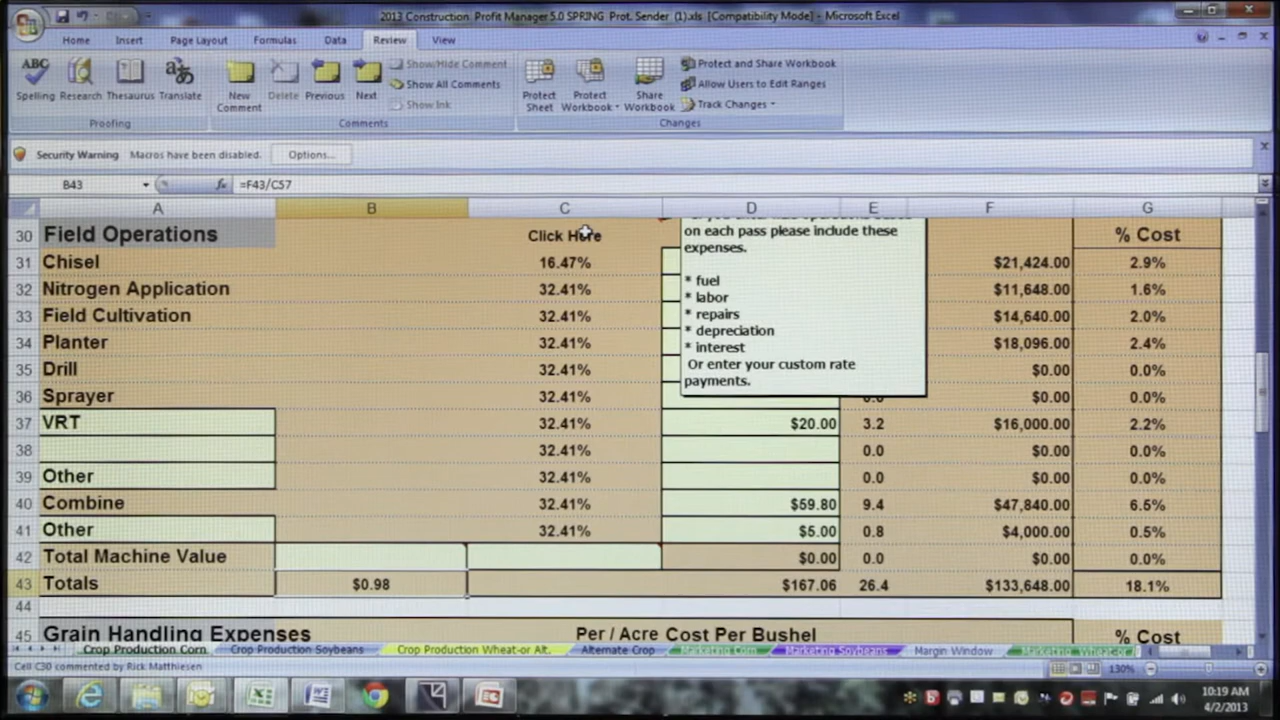 2013 Construction Profit Manager 5.0 SPRING Prot. Sender (1).xls [Compatibility Mode] - Microsoft Excel
Home Insert Page Layout Formulas Data Review View
Spelling Research Thesaurus Translate
Proofing
New Comment Delete Previous Next
Show/Hide Comment
Show All Comments
Show Ink
Comments
Protect Sheet Protect Workbook Share Workbook
Protect and Share Workbook
Allow Users to Edit Ranges
Track Changes
Changes
Security Warning Macros have been disabled. Options...
B43 fx =F43/C57
A B C D E F G
30 Field Operations Click Here % Cost
on each pass please include these
expenses.
* fuel
* labor
* repairs
* depreciation
* interest
Or enter your custom rate
payments.
31 Chisel 16.47% $21,424.00 2.9%
32 Nitrogen Application 32.41% $11,648.00 1.6%
33 Field Cultivation 32.41% $14,640.00 2.0%
34 Planter 32.41% $18,096.00 2.4%
35 Drill 32.41% $0.00 0.0%
36 Sprayer 32.41% 0.0 $0.00 0.0%
37 VRT 32.41% $20.00 3.2 $16,000.00 2.2%
38 32.41% 0.0 $0.00 0.0%
39 Other 32.41% 0.0 $0.00 0.0%
40 Combine 32.41% $59.80 9.4 $47,840.00 6.5%
41 Other 32.41% $5.00 0.8 $4,000.00 0.5%
42 Total Machine Value $0.00 0.0 $0.00 0.0%
43 Totals $0.98 $167.06 26.4 $133,648.00 18.1%
44
45 Grain Handling Expenses Per / Acre Cost Per Bushel % Cost
Crop Production Corn Crop Production Soybeans Crop Production Wheat-or Alt. Alternate Crop Marketing Corn Marketing Soybeans Margin Window Marketing Wheat-or
Cell C30 commented by Rick Matthiesen 130%
10:19 AM
4/2/2013